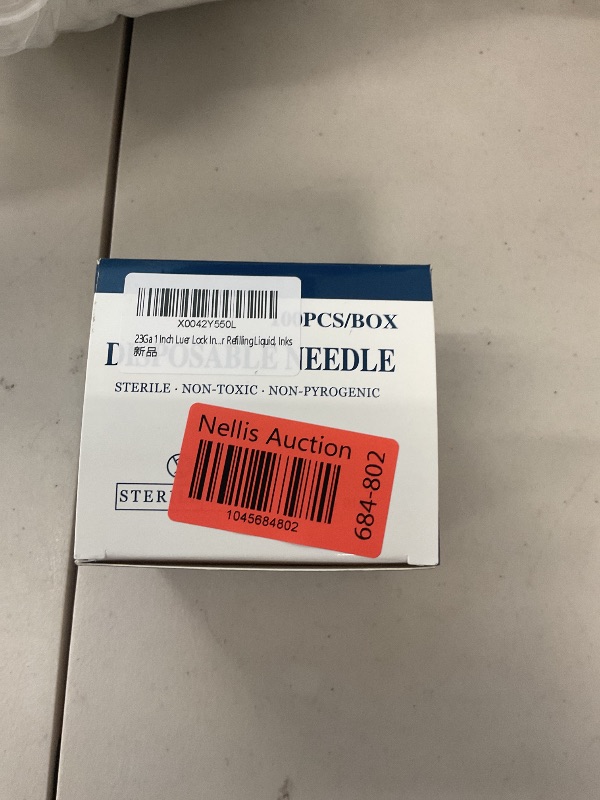 X0042Y550L
23Ga 1 Inch Luer Lock In...r Refilling Liquid, Inks
新品
100PCS/BOX
DISPOSABLE NEEDLE
STERILE · NON-TOXIC · NON-PYROGENIC
Nellis Auction
1045684802
684-802
STER